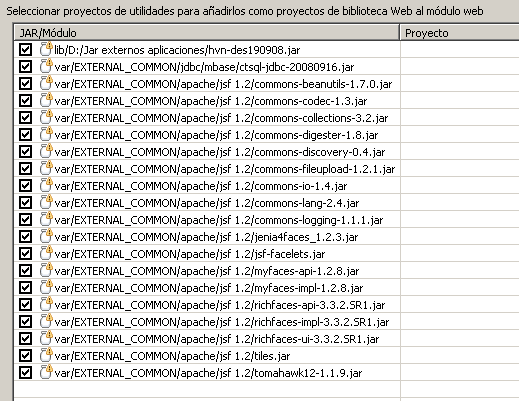 Seleccionar proyectos de utilidades para añadirlos como proyectos de biblioteca Web al módulo web
JAR/Módulo Proyecto
lib/D:/Jar externos aplicaciones/hvn-des190908.jar
var/EXTERNAL_COMMON/jdbc/mbase/ctsql-jdbc-20080916.jar
var/EXTERNAL_COMMON/apache/jsf 1.2/commons-beanutils-1.7.0.jar
var/EXTERNAL_COMMON/apache/jsf 1.2/commons-codec-1.3.jar
var/EXTERNAL_COMMON/apache/jsf 1.2/commons-collections-3.2.jar
var/EXTERNAL_COMMON/apache/jsf 1.2/commons-digester-1.8.jar
var/EXTERNAL_COMMON/apache/jsf 1.2/commons-discovery-0.4.jar
var/EXTERNAL_COMMON/apache/jsf 1.2/commons-fileupload-1.2.1.jar
var/EXTERNAL_COMMON/apache/jsf 1.2/commons-io-1.4.jar
var/EXTERNAL_COMMON/apache/jsf 1.2/commons-lang-2.4.jar
var/EXTERNAL_COMMON/apache/jsf 1.2/commons-logging-1.1.1.jar
var/EXTERNAL_COMMON/apache/jsf 1.2/jenia4faces_1.2.3.jar
var/EXTERNAL_COMMON/apache/jsf 1.2/jsf-facelets.jar
var/EXTERNAL_COMMON/apache/jsf 1.2/myfaces-api-1.2.8.jar
var/EXTERNAL_COMMON/apache/jsf 1.2/myfaces-impl-1.2.8.jar
var/EXTERNAL_COMMON/apache/jsf 1.2/richfaces-api-3.3.2.SR1.jar
var/EXTERNAL_COMMON/apache/jsf 1.2/richfaces-impl-3.3.2.SR1.jar
var/EXTERNAL_COMMON/apache/jsf 1.2/richfaces-ui-3.3.2.SR1.jar
var/EXTERNAL_COMMON/apache/jsf 1.2/tiles.jar
var/EXTERNAL_COMMON/apache/jsf 1.2/tomahawk12-1.1.9.jar